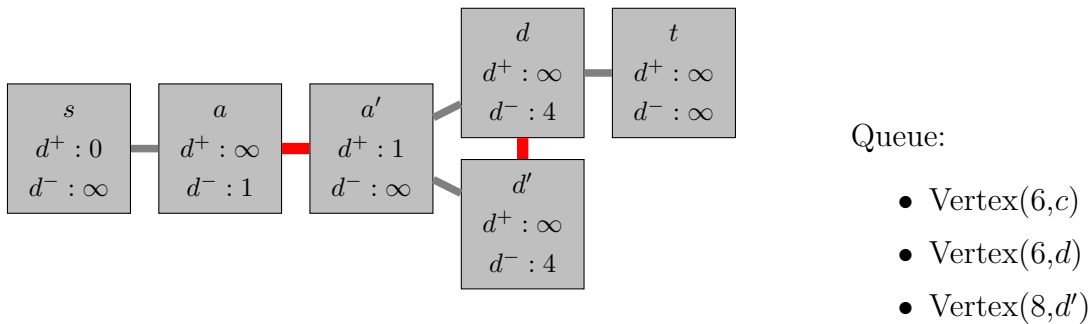 s
d⁺ : 0
d⁻ : ∞
a
d⁺ : ∞
d⁻ : 1
a′
d⁺ : 1
d⁻ : ∞
d
d⁺ : ∞
d⁻ : 4
t
d⁺ : ∞
d⁻ : ∞
d′
d⁺ : ∞
d⁻ : 4
Queue:
• Vertex(6,c)
• Vertex(6,d)
• Vertex(8,d′)